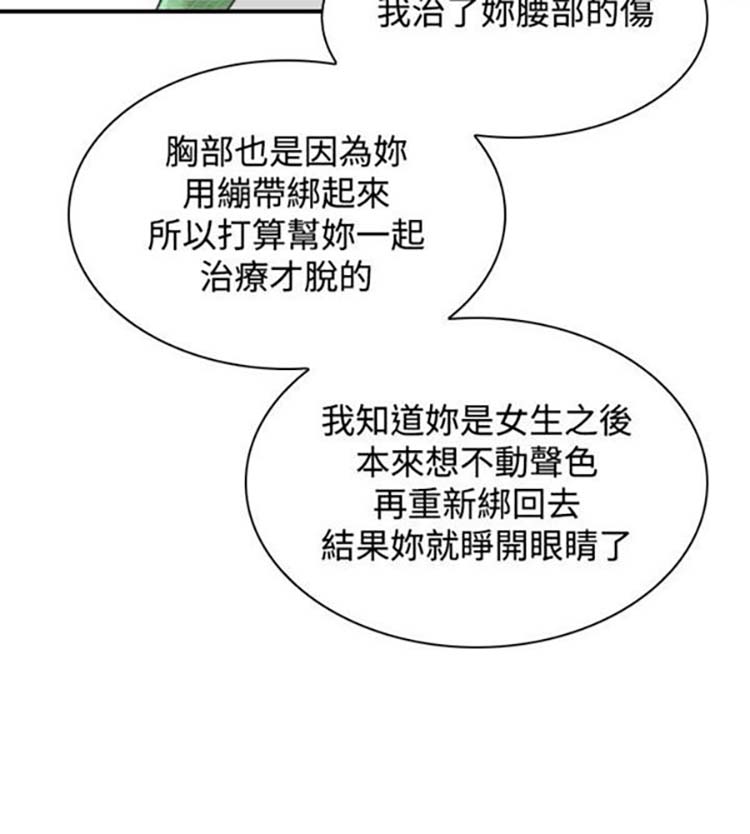 我治了妳腰部的傷
胸部也是因為妳
用繃帶綁起來
所以打算幫妳一起
治療才脫的
我知道妳是女生之後
本來想不動聲色
再重新綁回去
結果妳就睜開眼睛了